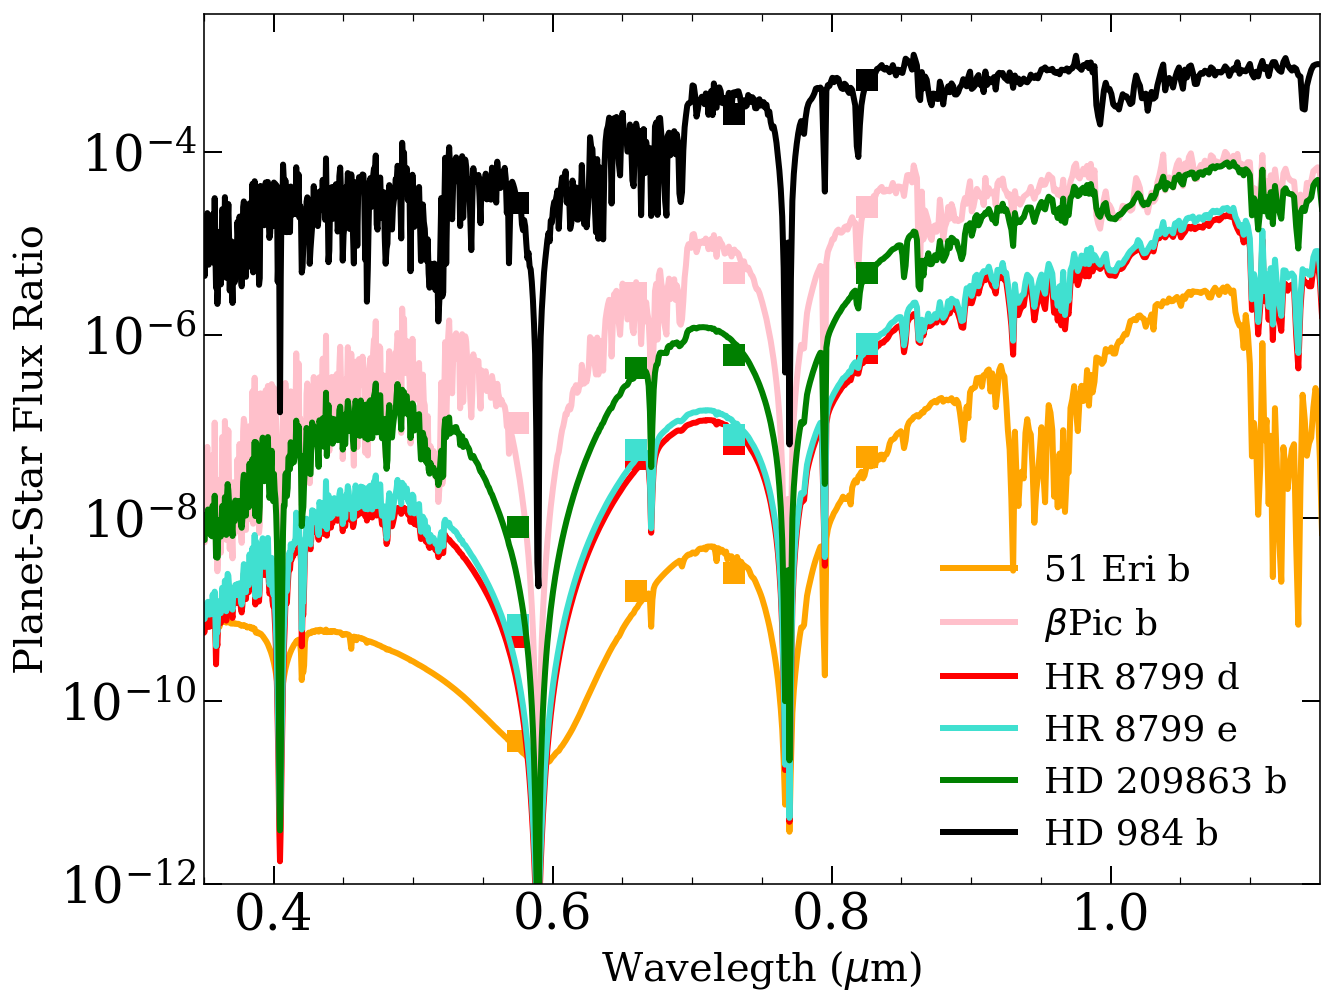 Planet-Star Flux Ratio
10⁻⁴
10⁻⁶
10⁻⁸
10⁻¹⁰
10⁻¹²
0.4 0.6 0.8 1.0
Wavelegth (μm)
51 Eri b
βPic b
HR 8799 d
HR 8799 e
HD 209863 b
HD 984 b